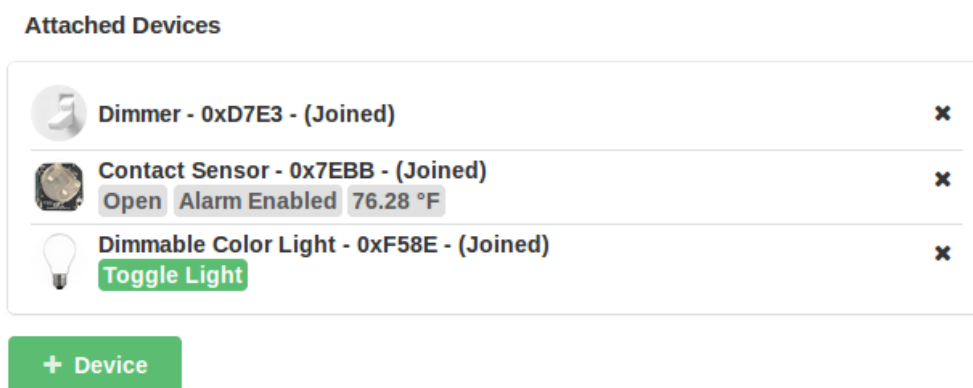 Attached Devices
Dimmer - 0xD7E3 - (Joined)
Contact Sensor - 0x7EBB - (Joined)
Open Alarm Enabled 76.28 °F
Dimmable Color Light - 0xF58E - (Joined)
Toggle Light
+ Device